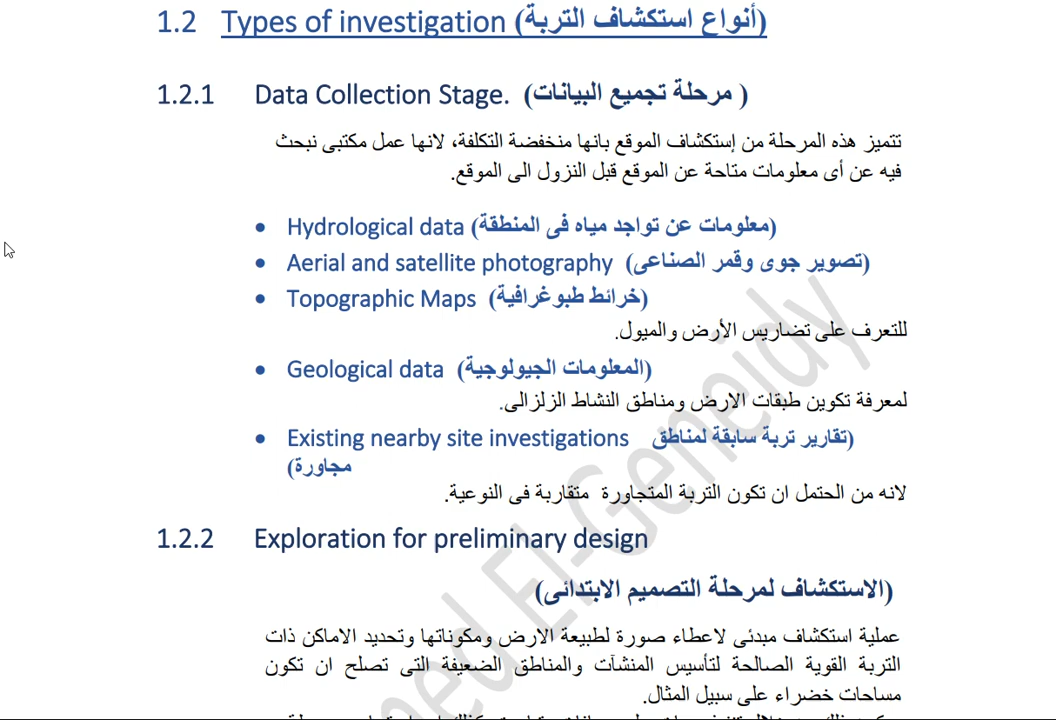 1.2 Types of investigation (أنواع استكشاف التربة)
1.2.1 Data Collection Stage. (مرحلة تجميع البيانات )
تتميز هذه المرحلة من إستكشاف الموقع بانها منخفضة التكلفة، لانها عمل مكتبى نبحث
فيه عن أى معلومات متاحة عن الموقع قبل النزول الى الموقع.
• Hydrological data (معلومات عن تواجد مياه فى المنطقة)
• Aerial and satellite photography (تصوير جوى وقمر الصناعى)
• Topographic Maps (خرائط طبوغرافية)
للتعرف على تضاريس الأرض والميول.
• Geological data (المعلومات الجيولوجية)
لمعرفة تكوين طبقات الارض ومناطق النشاط الزلزالى.
• Existing nearby site investigations (تقارير تربة سابقة لمناطق
مجاورة)
لانه من الحتمل ان تكون التربة المتجاورة متقاربة فى النوعية.
1.2.2 Exploration for preliminary design
(الاستكشاف لمرحلة التصميم الابتدائى)
عملية استكشاف مبدئى لاعطاء صورة لطبيعة الارض ومكوناتها وتحديد الاماكن ذات
التربة القوية الصالحة لتأسيس المنشآت والمناطق الضعيفة التى تصلح ان تكون
مساحات خضراء على سبيل المثال.
ned El-Geneidy